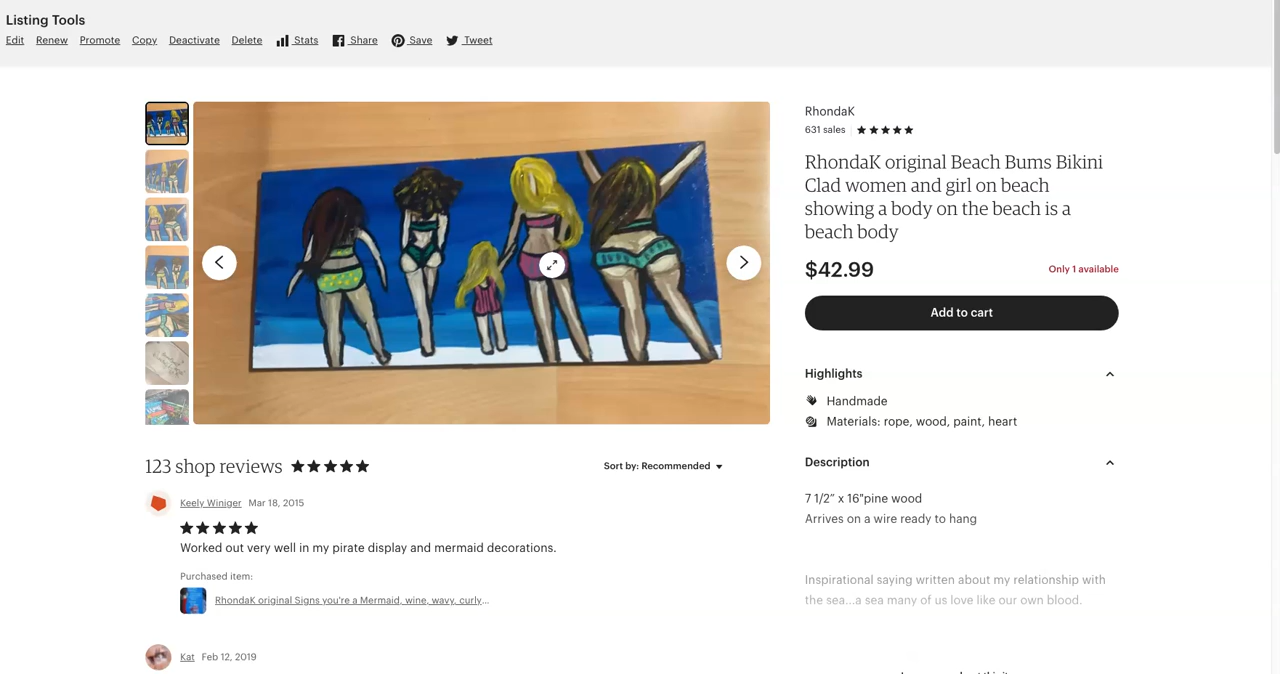 Listing Tools
Edit Renew Promote Copy Deactivate Delete Stats Share Save Tweet
RhondaK
631 sales
RhondaK original Beach Bums Bikini
Clad women and girl on beach
showing a body on the beach is a
beach body
$42.99 Only 1 available
Add to cart
Highlights
Handmade
Materials: rope, wood, paint, heart
Description
7 1/2” x 16"pine wood
Arrives on a wire ready to hang
Inspirational saying written about my relationship with
the sea...a sea many of us love like our own blood.
123 shop reviews Sort by: Recommended
Keely Winiger Mar 18, 2015
Worked out very well in my pirate display and mermaid decorations.
Purchased item:
RhondaK original Signs you're a Mermaid, wine, wavy, curly...
Kat Feb 12, 2019